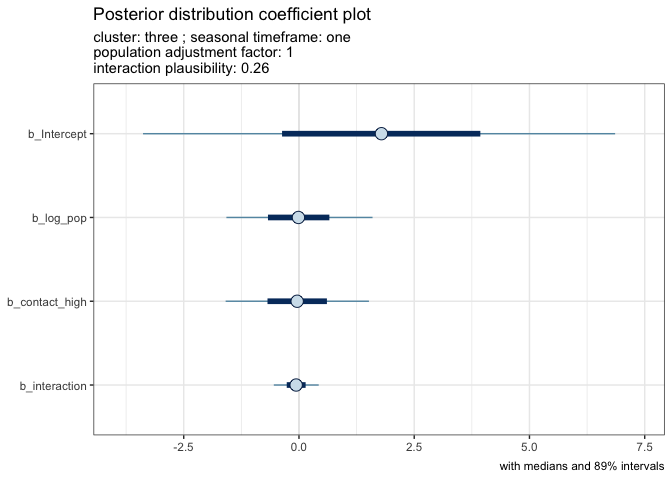 Posterior distribution coefficient plot
cluster: three ; seasonal timeframe: one
population adjustment factor: 1
interaction plausibility: 0.26
b_Intercept
b_log_pop
b_contact_high
b_interaction
-2.5 0.0 2.5 5.0 7.5
with medians and 89% intervals